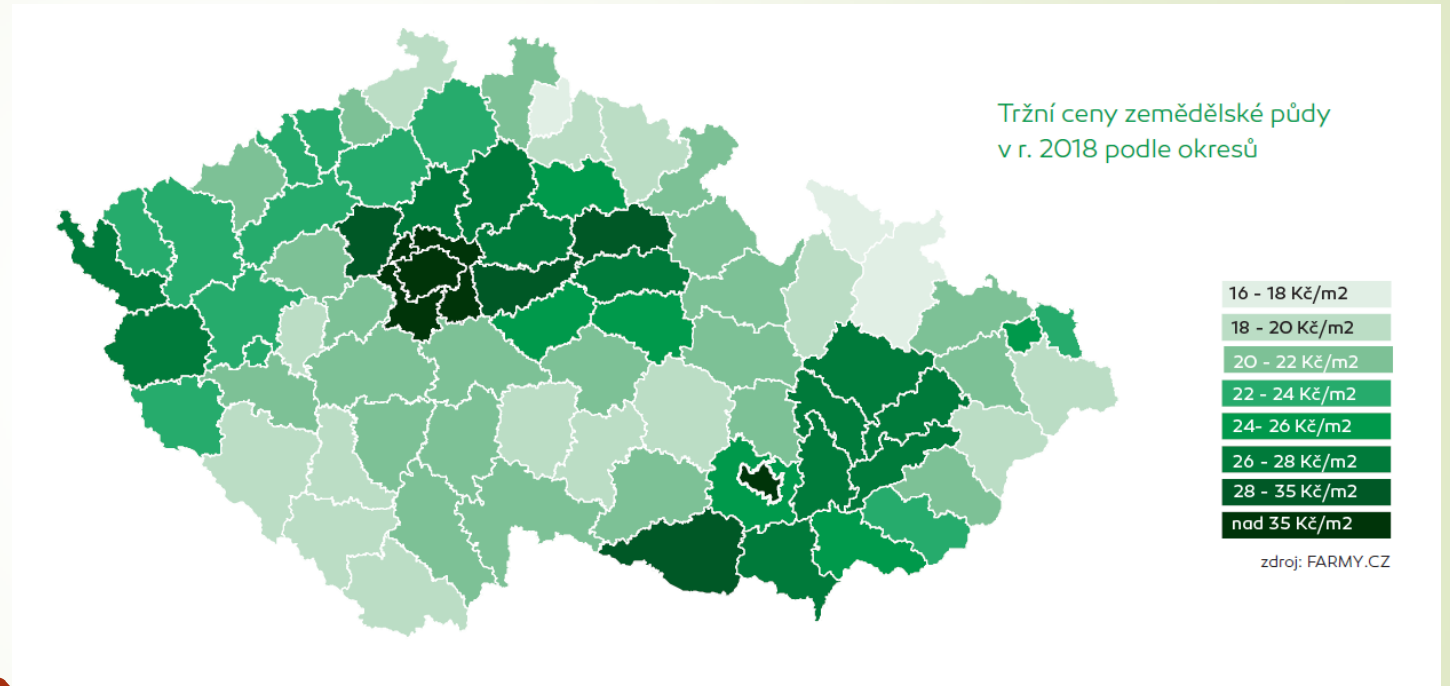 Tržní ceny zemědělské půdy
v r. 2018 podle okresů
16 - 18 Kč/m2
18 - 20 Kč/m2
20 - 22 Kč/m2
22 - 24 Kč/m2
24- 26 Kč/m2
26 - 28 Kč/m2
28 - 35 Kč/m2
nad 35 Kč/m2
zdroj: FARMY.CZ